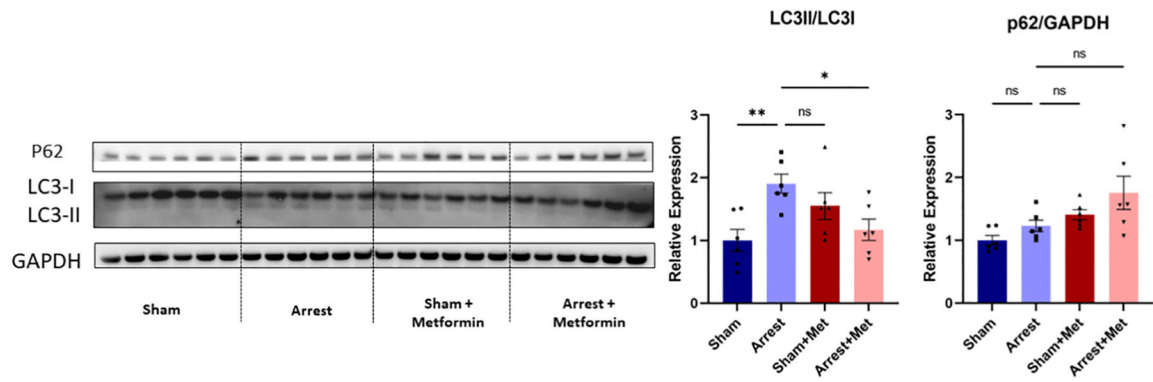 P62
LC3-I
LC3-II
GAPDH
Sham
Arrest
Sham +
Metformin
Arrest +
Metformin
LC3II/LC3I
Relative Expression
3
2
1
0
**
ns
*
Sham
Arrest
Sham+Met
Arrest+Met
p62/GAPDH
Relative Expression
3
2
1
0
ns
ns
ns
Sham
Arrest
Sham+Met
Arrest+Met